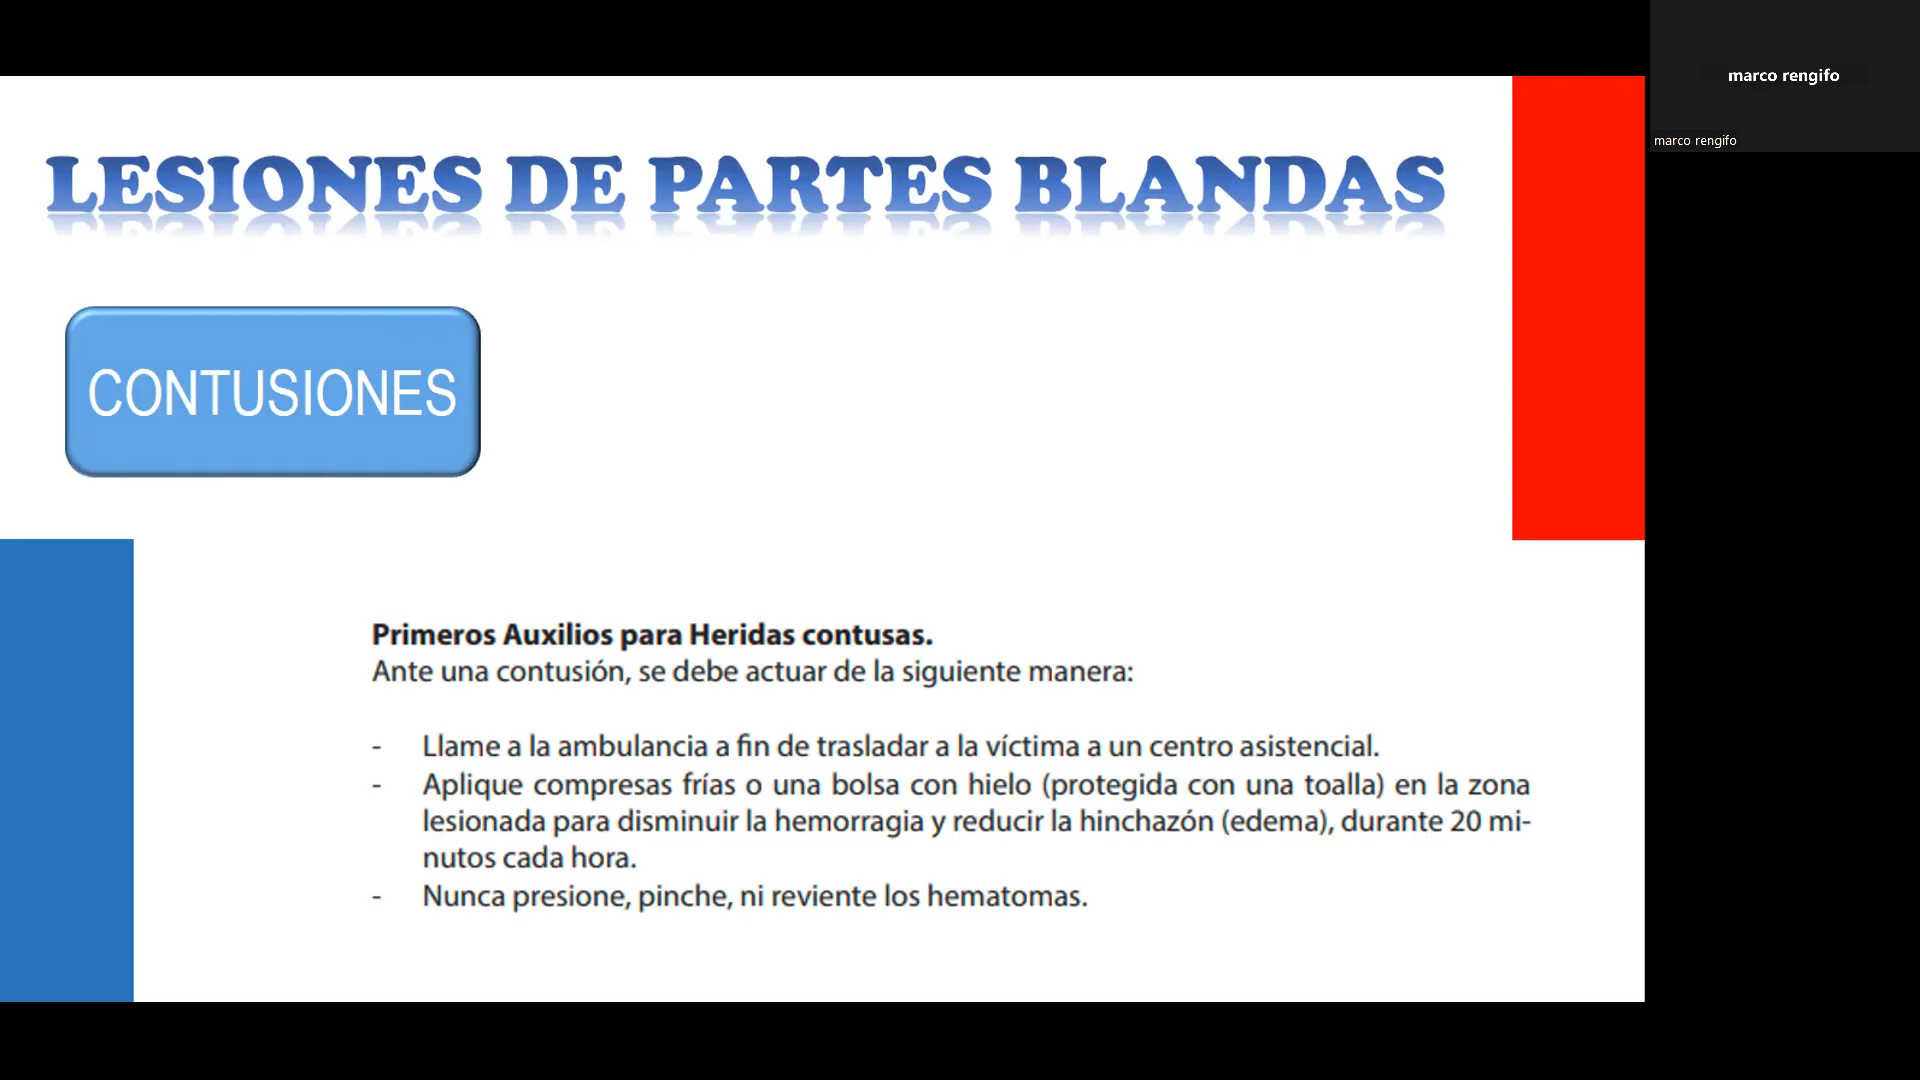 marco rengifo
marco rengifo
LESIONES DE PARTES BLANDAS
CONTUSIONES
Primeros Auxilios para Heridas contusas.
Ante una contusión, se debe actuar de la siguiente manera:
- Llame a la ambulancia a fin de trasladar a la víctima a un centro asistencial.
- Aplique compresas frías o una bolsa con hielo (protegida con una toalla) en la zona
lesionada para disminuir la hemorragia y reducir la hinchazón (edema), durante 20 mi-
nutos cada hora.
- Nunca presione, pinche, ni reviente los hematomas.